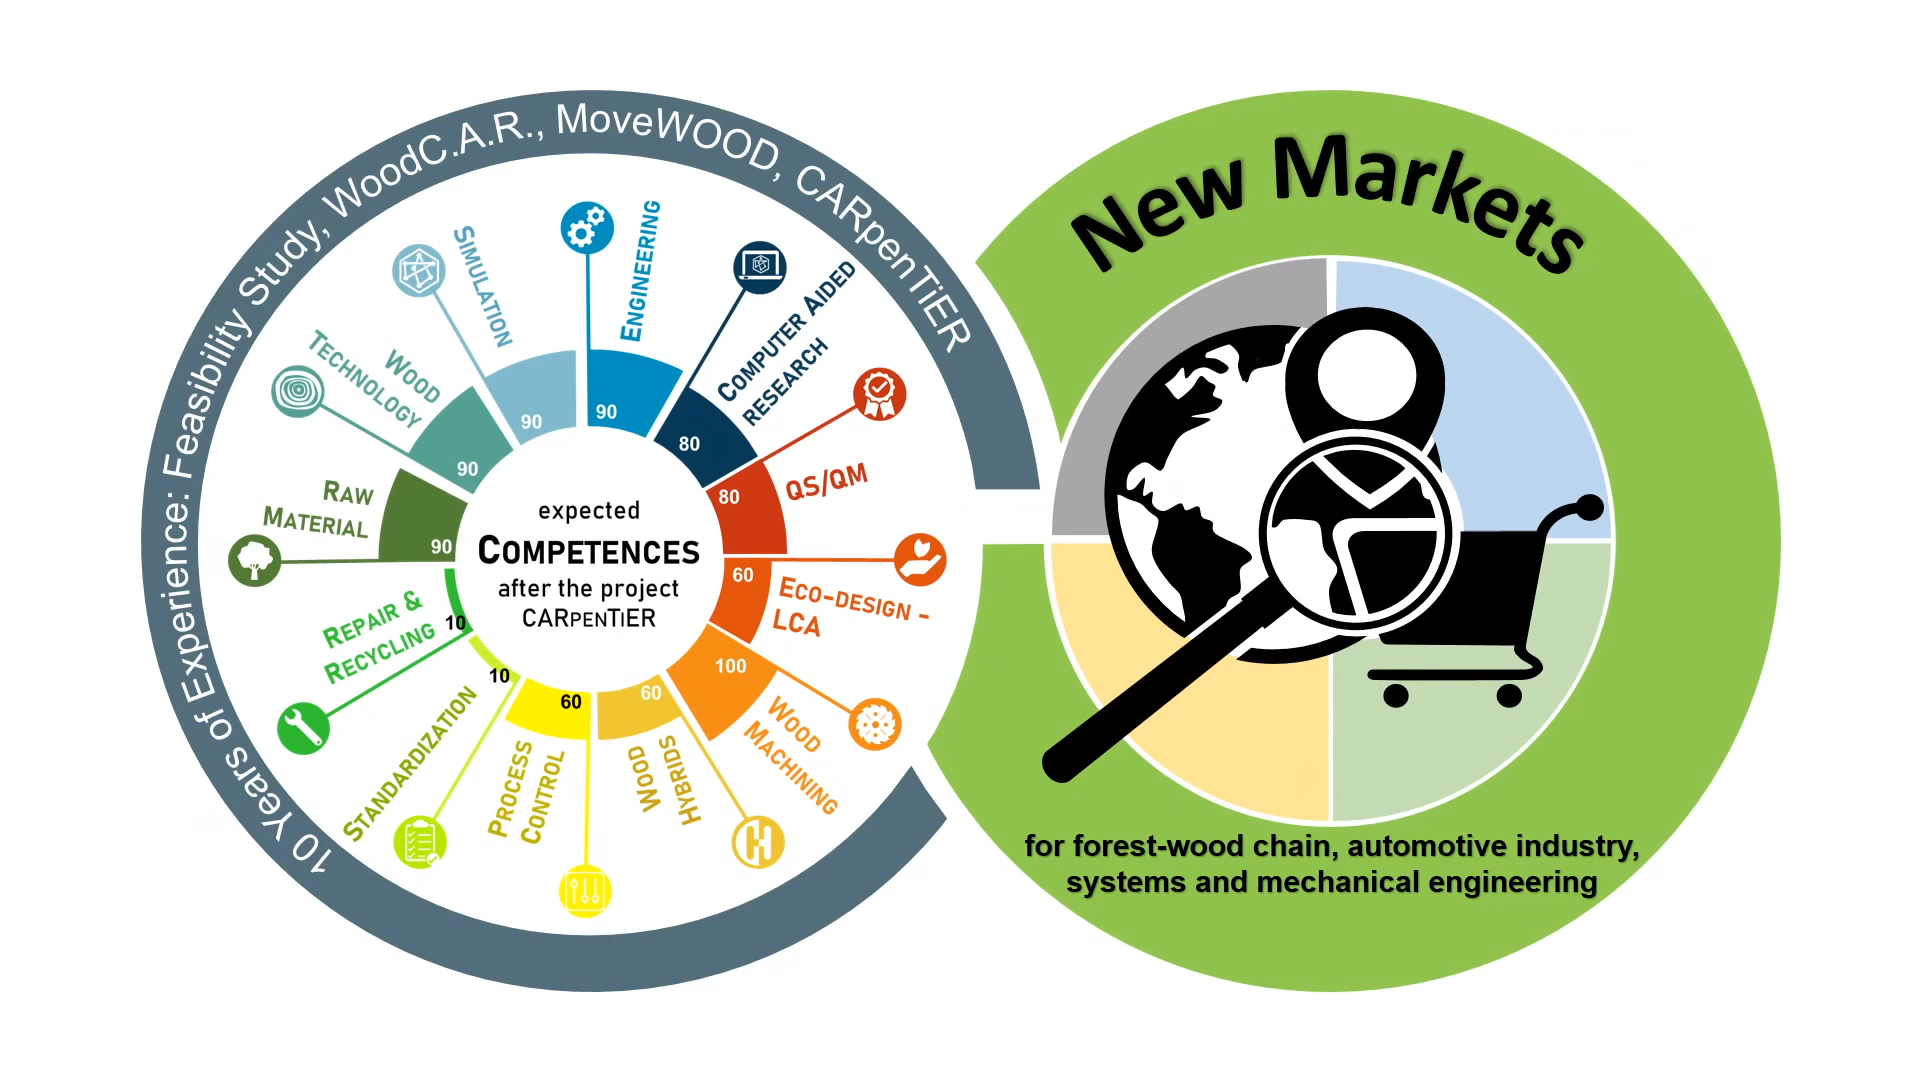 10 Years of Experience: Feasibility Study, WoodC.A.R., MoveWOOD, CARpenTiER
ENGINEERING
90
COMPUTER AIDED
RESEARCH
80
QS/QM
80
ECO-DESIGN -
LCA
60
WOOD
MACHINING
100
WOOD
HYBRIDS
60
PROCESS
CONTROL
60
STANDARDIZATION
10
REPAIR &
RECYCLING
10
RAW
MATERIAL
90
WOOD
TECHNOLOGY
90
SIMULATION
90
expected
COMPETENCES
after the project
CARPENTIER
New Markets
for forest-wood chain, automotive industry,
systems and mechanical engineering